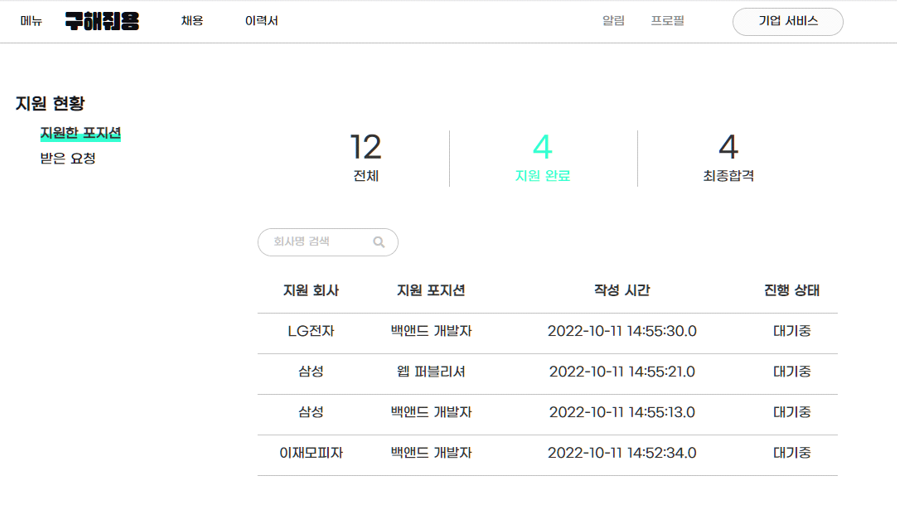 메뉴 구해줘용 채용 이력서 알림 프로필 기업 서비스
지원 현황
지원한 포지션
받은 요청
12 4 4
전체 지원 완료 최종합격
회사명 검색
지원 회사 지원 포지션 작성 시간 진행 상태
LG전자 백앤드 개발자 2022-10-11 14:55:30.0 대기중
삼성 웹 퍼블리셔 2022-10-11 14:55:21.0 대기중
삼성 백앤드 개발자 2022-10-11 14:55:13.0 대기중
이재모피자 백앤드 개발자 2022-10-11 14:52:34.0 대기중